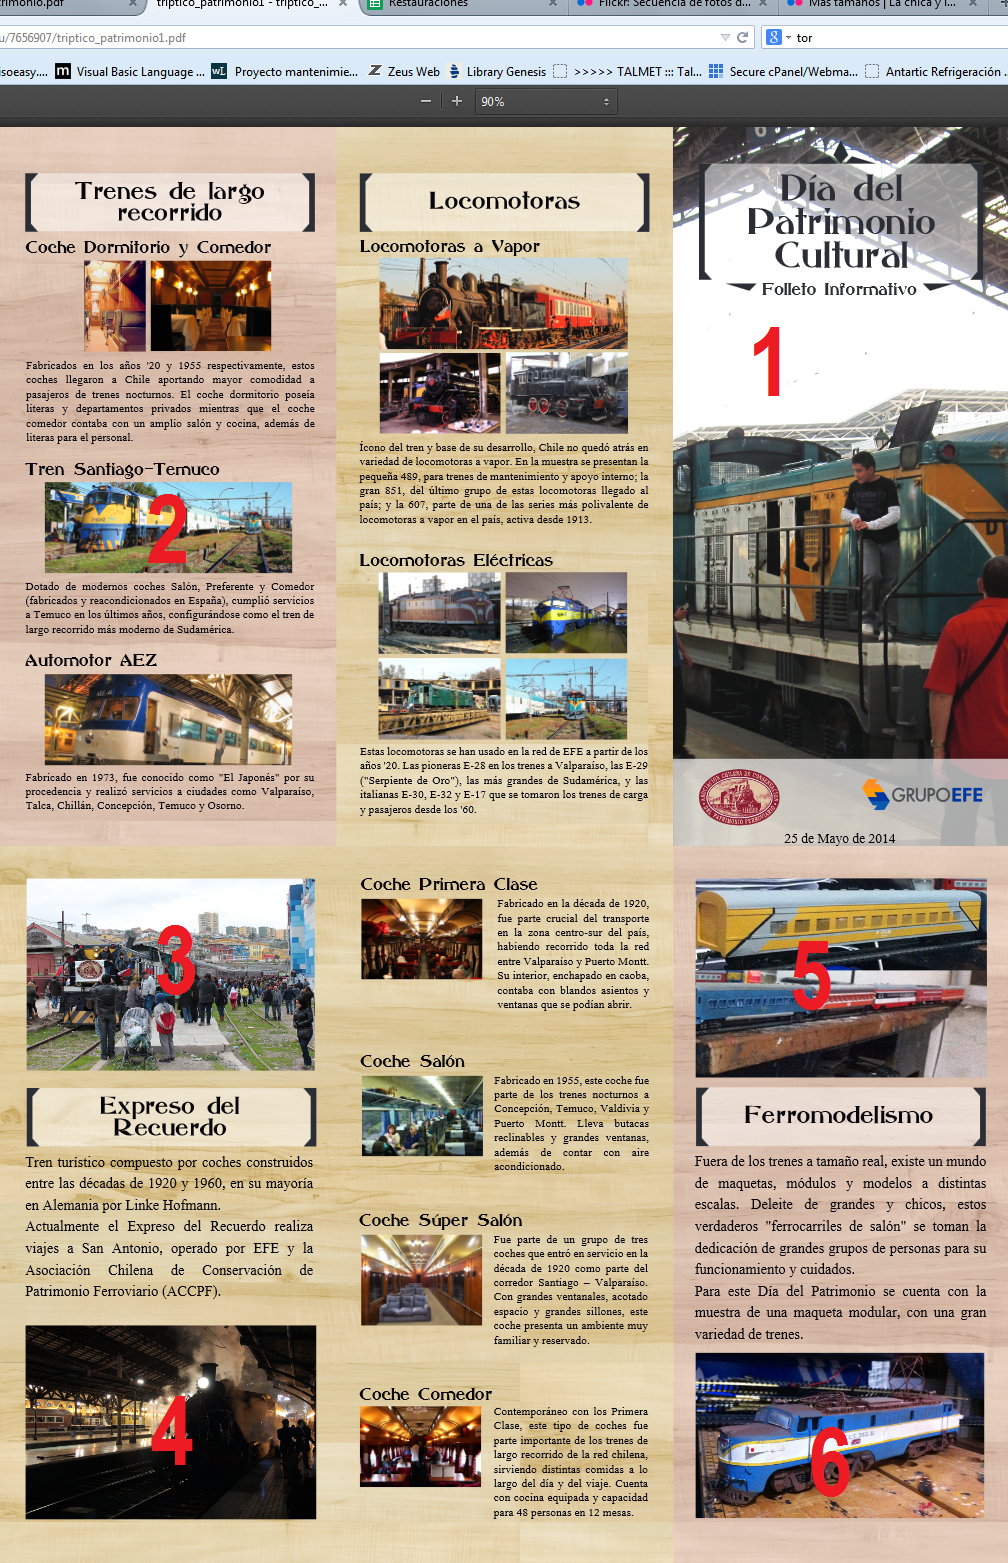 trimonio.pdf
triptico_patrimonio1 - triptico_...
Restauraciones
Flickr: Secuencia de fotos d...
Más tamaños | La chica y l...
u/7656907/triptico_patrimonio1.pdf
tor
isoeasy....
Visual Basic Language ...
Proyecto mantenimie...
Zeus Web
Library Genesis
>>>>> TALMET ::: Tal...
Secure cPanel/Webma...
Antartic Refrigeración ...
90%
Trenes de largo
recorrido
Coche Dormitorio y Comedor
Fabricados en los años '20 y 1955 respectivamente, estos
coches llegaron a Chile aportando mayor comodidad a
pasajeros de trenes nocturnos. El coche dormitorio poseía
literas y departamentos privados mientras que el coche
comedor contaba con un amplio salón y cocina, además de
literas para el personal.
Tren Santiago-Temuco
2
Dotado de modernos coches Salón, Preferente y Comedor
(fabricados y reacondicionados en España), cumplió servicios
a Temuco en los últimos años, configurándose como el tren de
largo recorrido más moderno de Sudamérica.
Automotor AEZ
Fabricado en 1973, fue conocido como "El Japonés" por su
procedencia y realizó servicios a ciudades como Valparaíso,
Talca, Chillán, Concepción, Temuco y Osorno.
Locomotoras
Locomotoras a Vapor
Ícono del tren y base de su desarrollo, Chile no quedó atrás en
variedad de locomotoras a vapor. En la muestra se presentan la
pequeña 489, para trenes de mantenimiento y apoyo interno; la
gran 851, del último grupo de estas locomotoras llegado al
país; y la 607, parte de una de las series más polivalente de
locomotoras a vapor en el país, activa desde 1913.
Locomotoras Eléctricas
Estas locomotoras se han usado en la red de EFE a partir de los
años '20. Las pioneras E-28 en los trenes a Valparaíso, las E-29
("Serpiente de Oro"), las más grandes de Sudamérica, y las
italianas E-30, E-32 y E-17 que se tomaron los trenes de carga
y pasajeros desde los '60.
Día del
Patrimonio
Cultural
Folleto Informativo
1
ASOCIACIÓN CHILENA DE CONSERVACIÓN
DEL PATRIMONIO FERROVIARIO
GRUPOEFE
25 de Mayo de 2014
3
Expreso del
Recuerdo
Tren turístico compuesto por coches construidos
entre las décadas de 1920 y 1960, en su mayoría
en Alemania por Linke Hofmann.
Actualmente el Expreso del Recuerdo realiza
viajes a San Antonio, operado por EFE y la
Asociación Chilena de Conservación de
Patrimonio Ferroviario (ACCPF).
4
Coche Primera Clase
Fabricado en la década de 1920,
fue parte crucial del transporte
en la zona centro-sur del país,
habiendo recorrido toda la red
entre Valparaíso y Puerto Montt.
Su interior, enchapado en caoba,
contaba con blandos asientos y
ventanas que se podían abrir.
Coche Salón
Fabricado en 1955, este coche fue
parte de los trenes nocturnos a
Concepción, Temuco, Valdivia y
Puerto Montt. Lleva butacas
reclinables y grandes ventanas,
además de contar con aire
acondicionado.
Coche Súper Salón
Fue parte de un grupo de tres
coches que entró en servicio en la
década de 1920 como parte del
corredor Santiago – Valparaíso.
Con grandes ventanales, acotado
espacio y grandes sillones, este
coche presenta un ambiente muy
familiar y reservado.
Coche Comedor
Contemporáneo con los Primera
Clase, este tipo de coches fue
parte importante de los trenes de
largo recorrido de la red chilena,
sirviendo distintas comidas a lo
largo del día y del viaje. Cuenta
con cocina equipada y capacidad
para 48 personas en 12 mesas.
5
Ferromodelismo
Fuera de los trenes a tamaño real, existe un mundo
de maquetas, módulos y modelos a distintas
escalas. Deleite de grandes y chicos, estos
verdaderos "ferrocarriles de salón" se toman la
dedicación de grandes grupos de personas para su
funcionamiento y cuidados.
Para este Día del Patrimonio se cuenta con la
muestra de una maqueta modular, con una gran
variedad de trenes.
6